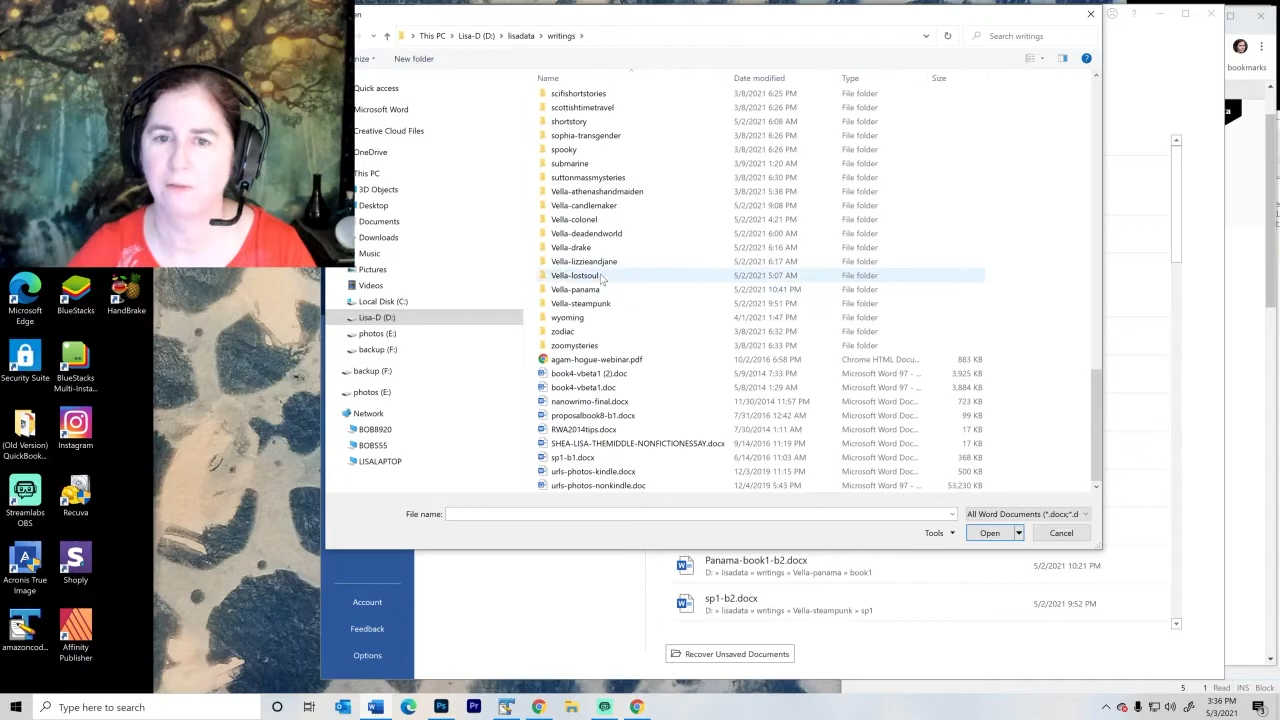 en
This PC > Lisa-D (D:) > lisadata > writings >
Search writings
nize
New folder
Name Date modified Type Size
scifishortstories 3/8/2021 6:25 PM File folder
scottishtimetravel 3/8/2021 6:26 PM File folder
shortstory 5/2/2021 6:08 AM File folder
sophia-transgender 3/8/2021 6:26 PM File folder
spooky 3/8/2021 6:26 PM File folder
submarine 3/9/2021 1:20 AM File folder
suttonmassmysteries 3/8/2021 6:30 PM File folder
Vella-athenashandmaiden 3/8/2021 5:38 PM File folder
Vella-candlemaker 5/2/2021 9:08 PM File folder
Vella-colonel 5/2/2021 4:21 PM File folder
Vella-deadendworld 5/2/2021 6:00 AM File folder
Vella-drake 5/2/2021 6:16 AM File folder
Vella-lizzieandjane 5/2/2021 6:17 AM File folder
Vella-lostsoul 5/2/2021 5:07 AM File folder
Vella-panama 5/2/2021 10:41 PM File folder
Vella-steampunk 5/2/2021 9:51 PM File folder
wyoming 4/1/2021 1:47 PM File folder
zodiac 3/8/2021 6:32 PM File folder
zoomysteries 3/8/2021 6:33 PM File folder
agam-hogue-webinar.pdf 10/2/2016 6:58 PM Chrome HTML Docu... 883 KB
book4-vbeta1 (2).doc 5/9/2014 7:33 PM Microsoft Word 97 - ... 3,925 KB
book4-vbeta1.doc 5/8/2014 1:29 AM Microsoft Word 97 - ... 3,884 KB
nanowrimo-final.docx 11/30/2014 11:57 PM Microsoft Word Doc... 723 KB
proposalbook8-b1.docx 7/31/2016 12:42 AM Microsoft Word Doc... 99 KB
RWA2014tips.docx 7/30/2014 1:11 AM Microsoft Word Doc... 17 KB
SHEA-LISA-THEMIDDLE-NONFICTIONESSAY.docx 9/14/2016 11:19 PM Microsoft Word Doc... 17 KB
sp1-b1.docx 6/14/2016 11:03 AM Microsoft Word Doc... 368 KB
urls-photos-kindle.docx 12/3/2019 11:15 PM Microsoft Word Doc... 500 KB
urls-photos-nonkindle.doc 12/4/2019 5:43 PM Microsoft Word 97 - ... 53,230 KB
Quick access
Microsoft Word
Creative Cloud Files
OneDrive
This PC
3D Objects
Desktop
Documents
Downloads
Music
Pictures
Videos
Local Disk (C:)
Lisa-D (D:)
photos (E:)
backup (F:)
backup (F:)
photos (E:)
Network
BOB8920
BOBS55
LISALAPTOP
File name:
All Word Documents (*.docx;*.d
Tools
Open
Cancel
bookmarks
Microsoft Edge
BlueStacks
HandBrake
Security Suite
BlueStacks Multi-Insta...
(Old Version) QuickBook...
Instagram
Streamlabs OBS
Recuva
Acronis True Image
Shoply
amazoncod...
Affinity Publisher
Account
Feedback
Options
Panama-book1-b2.docx
D: » lisadata » writings » Vella-panama » book1
5/2/2021 10:21 PM
sp1-b2.docx
D: » lisadata » writings » Vella-steampunk » sp1
5/2/2021 9:52 PM
Recover Unsaved Documents
5 1 Read INS Block
Type here to search
3:36 PM
5/3/2021